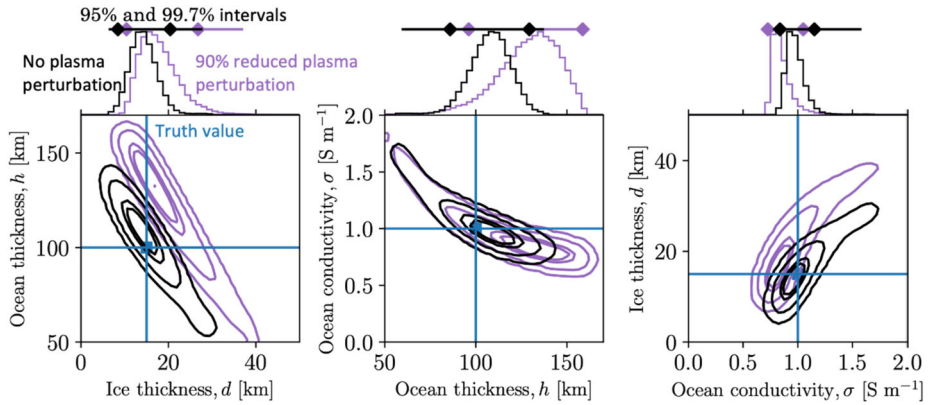 95% and 99.7% intervals
No plasma
perturbation
90% reduced plasma
perturbation
Truth value
Ocean thickness, h [km]
150
100
50
0
20
40
Ice thickness, d [km]
Ocean conductivity, σ [S m⁻¹]
2.0
1.5
1.0
0.5
0.0
50
100
150
Ocean thickness, h [km]
Ice thickness, d [km]
40
20
0
0.0
0.5
1.0
1.5
2.0
Ocean conductivity, σ [S m⁻¹]